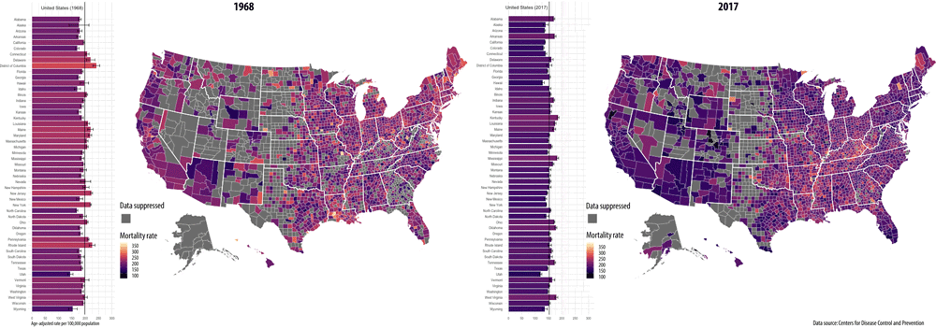 United States (1968)
1968
Alabama
Alaska
Arizona
Arkansas
California
Colorado
Connecticut
Delaware
District of Columbia
Florida
Georgia
Hawaii
Idaho
Illinois
Indiana
Iowa
Kansas
Kentucky
Louisiana
Maine
Maryland
Massachusetts
Michigan
Minnesota
Mississippi
Missouri
Montana
Nebraska
Nevada
New Hampshire
New Jersey
New Mexico
New York
North Carolina
North Dakota
Ohio
Oklahoma
Oregon
Pennsylvania
Rhode Island
South Carolina
South Dakota
Tennessee
Texas
Utah
Vermont
Virginia
Washington
West Virginia
Wisconsin
Wyoming
0 50 100 150 200 250 300
Age-adjusted rate per 100,000 population
Data suppressed
Mortality rate
350
300
250
200
150
100
United States (2017)
2017
Alabama
Alaska
Arizona
Arkansas
California
Colorado
Connecticut
Delaware
District of Columbia
Florida
Georgia
Hawaii
Idaho
Illinois
Indiana
Iowa
Kansas
Kentucky
Louisiana
Maine
Maryland
Massachusetts
Michigan
Minnesota
Mississippi
Missouri
Montana
Nebraska
Nevada
New Hampshire
New Jersey
New Mexico
New York
North Carolina
North Dakota
Ohio
Oklahoma
Oregon
Pennsylvania
Rhode Island
South Carolina
South Dakota
Tennessee
Texas
Utah
Vermont
Virginia
Washington
West Virginia
Wisconsin
Wyoming
0 50 100 150 200 250 300
Data suppressed
Mortality rate
350
300
250
200
150
100
Data source: Centers for Disease Control and Prevention